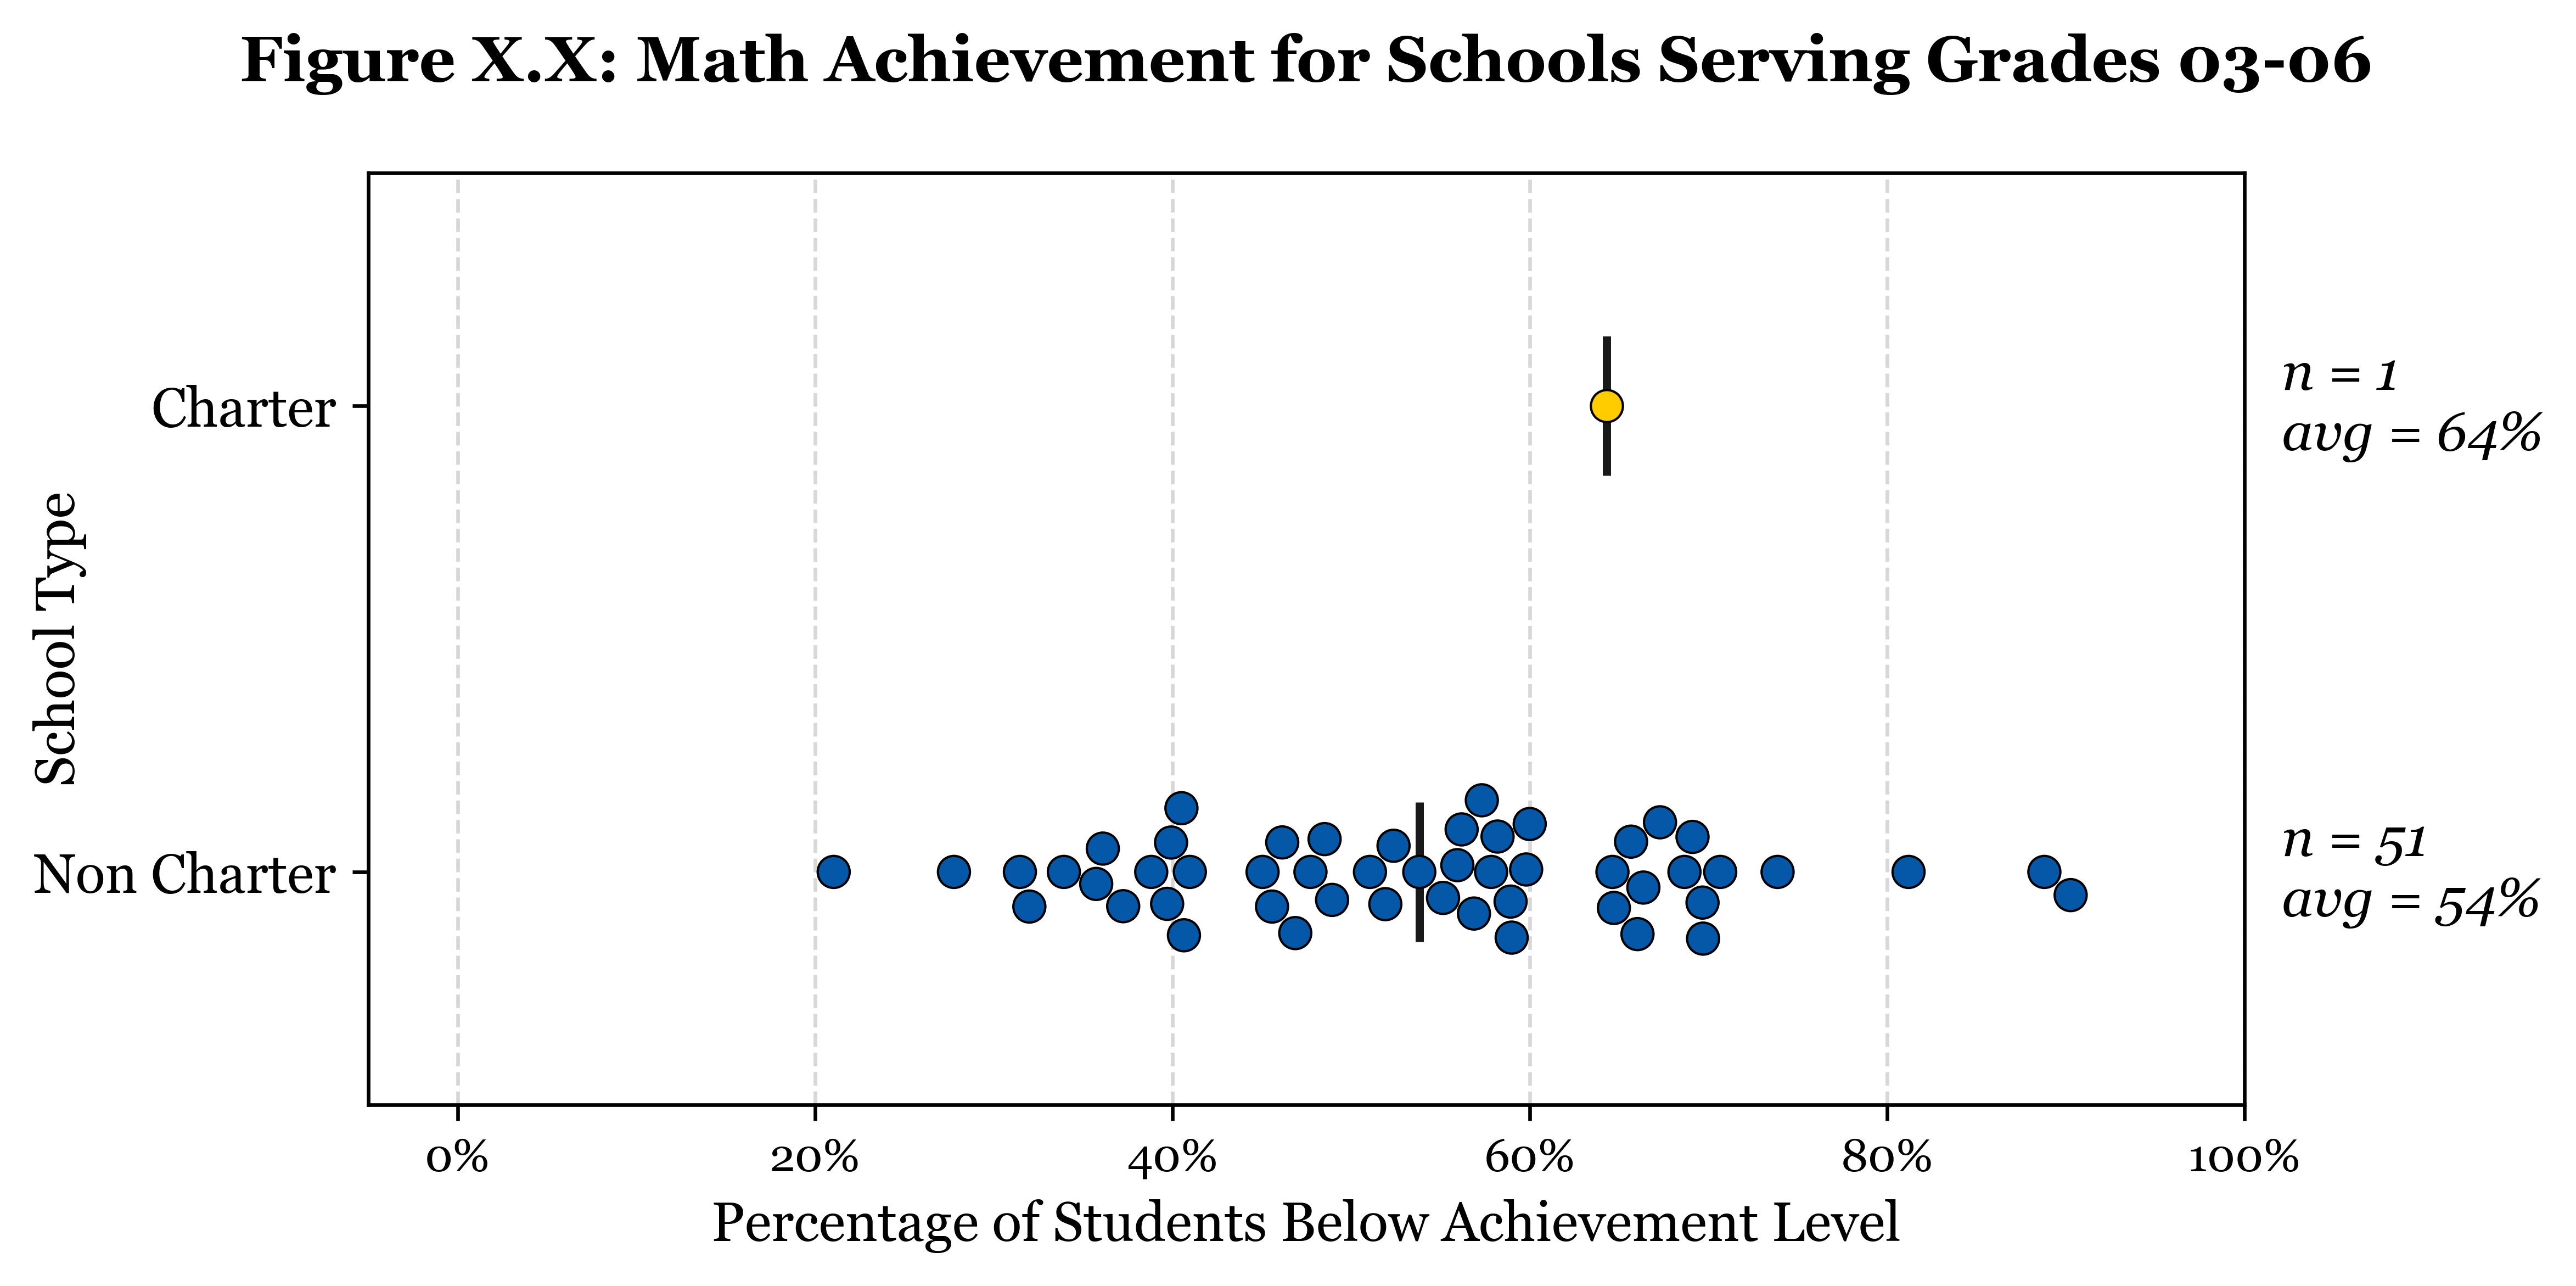 Figure X.X: Math Achievement for Schools Serving Grades 03-06
School Type
Charter
n = 1
avg = 64%
Non Charter
n = 51
avg = 54%
0% 20% 40% 60% 80% 100%
Percentage of Students Below Achievement Level